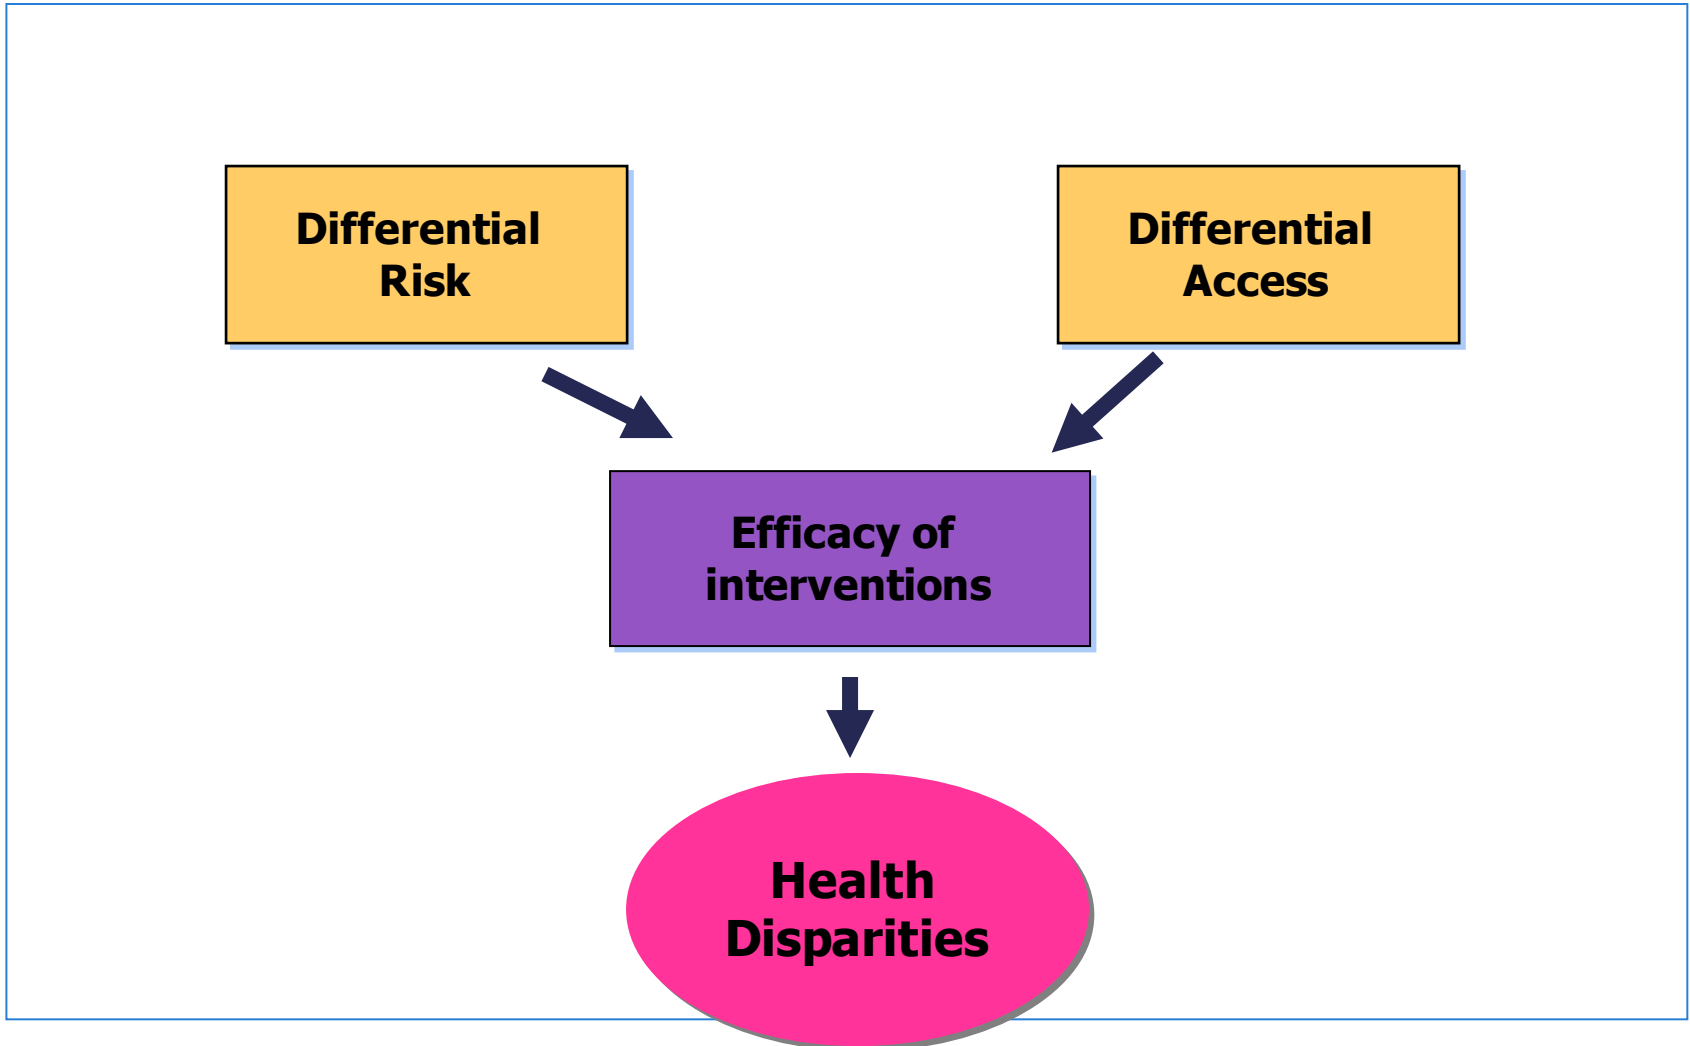 Differential
Risk
Differential
Access
Efficacy of
interventions
Health
Disparities